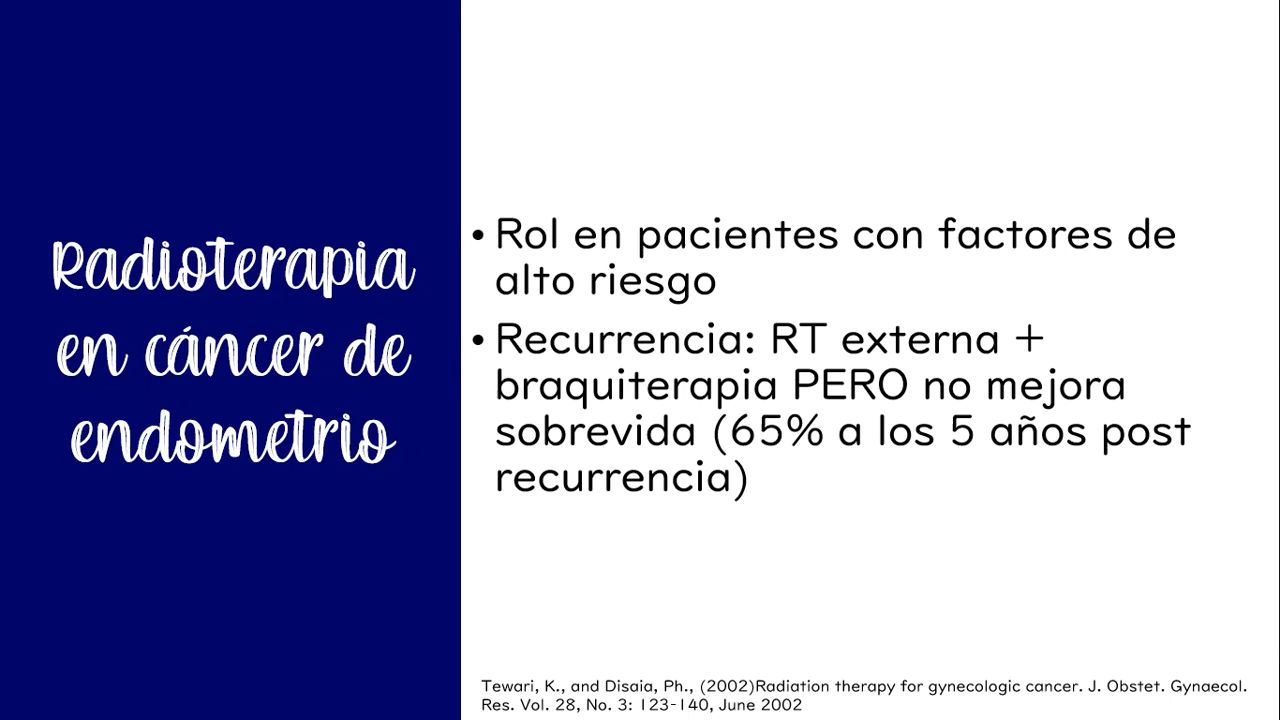 Radioterapia
en cáncer de
endometrio
• Rol en pacientes con factores de
alto riesgo
• Recurrencia: RT externa +
braquiterapia PERO no mejora
sobrevida (65% a los 5 años post
recurrencia)
Tewari, K., and Disaia, Ph., (2002)Radiation therapy for gynecologic cancer. J. Obstet. Gynaecol.
Res. Vol. 28, No. 3: 123-140, June 2002